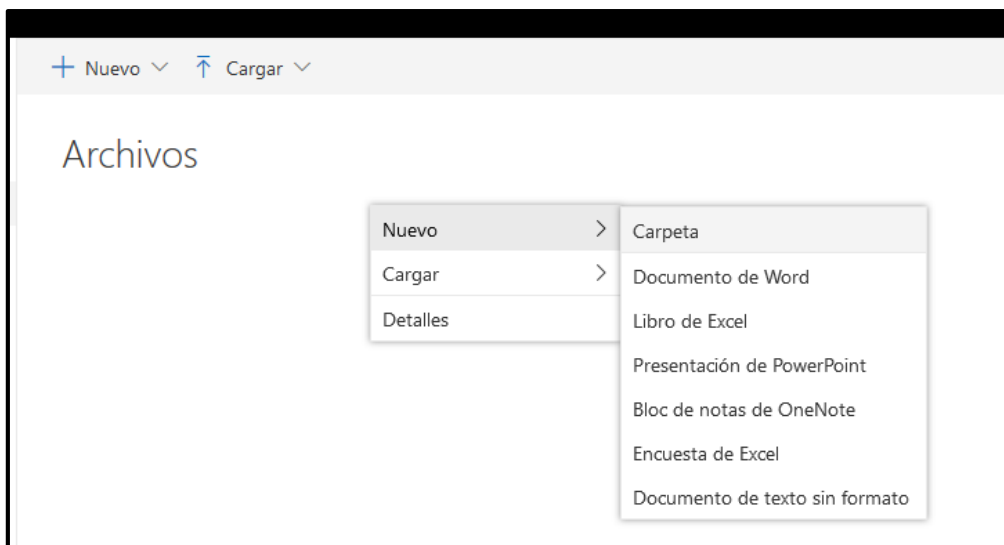 Nuevo Cargar
Archivos
Nuevo
Cargar
Detalles
Carpeta
Documento de Word
Libro de Excel
Presentación de PowerPoint
Bloc de notas de OneNote
Encuesta de Excel
Documento de texto sin formato